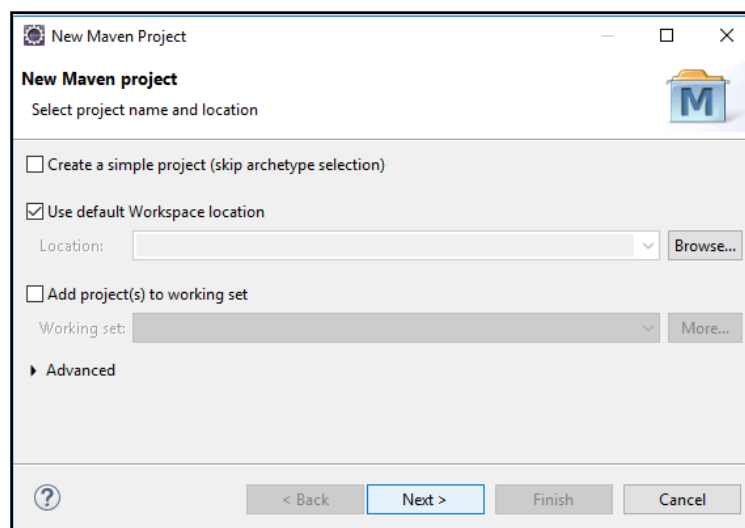 New Maven Project
New Maven project
Select project name and location
M
Create a simple project (skip archetype selection)
Use default Workspace location
Location:
Browse...
Add project(s) to working set
Working set:
More...
Advanced
?
< Back
Next >
Finish
Cancel